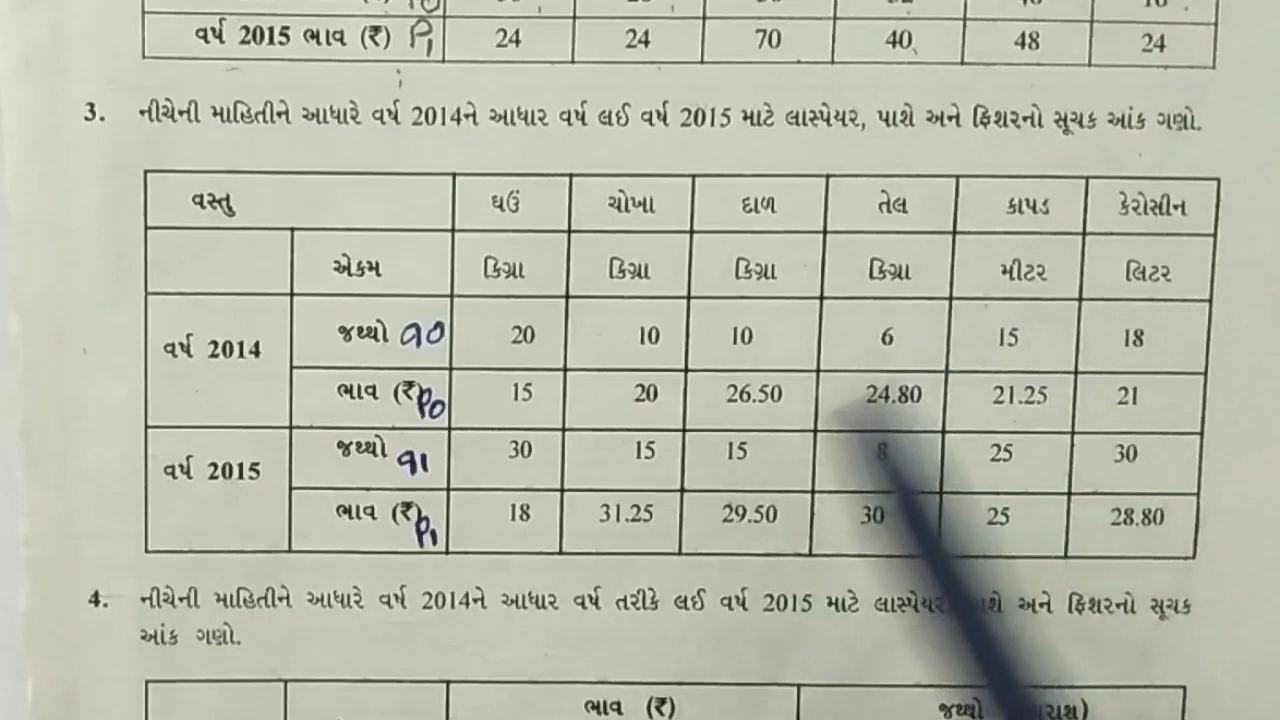 વર્ષ 2015 ભાવ (₹) P₁ 24 24 70 40 48 24
3. નીચેની માહિતીને આધારે વર્ષ 2014ને આધાર વર્ષ લઈ વર્ષ 2015 માટે લાસ્પેયર, પાશે અને ફિશરનો સૂચક આંક ગણો.
વસ્તુ ઘઉં ચોખા દાળ તેલ કાપડ કેરોસીન
એકમ કિગ્રા કિગ્રા કિગ્રા કિગ્રા મીટર લિટર
વર્ષ 2014 જથ્થો q0 20 10 10 6 15 18
ભાવ (₹) P0 15 20 26.50 24.80 21.25 21
વર્ષ 2015 જથ્થો q1 30 15 15 8 25 30
ભાવ (₹) P1 18 31.25 29.50 30 25 28.80
4. નીચેની માહિતીને આધારે વર્ષ 2014ને આધાર વર્ષ તરીકે લઈ વર્ષ 2015 માટે લાસ્પેયર અને ફિશરનો સૂચક
આંક ગણો.
ભાવ (₹) જથ્થો